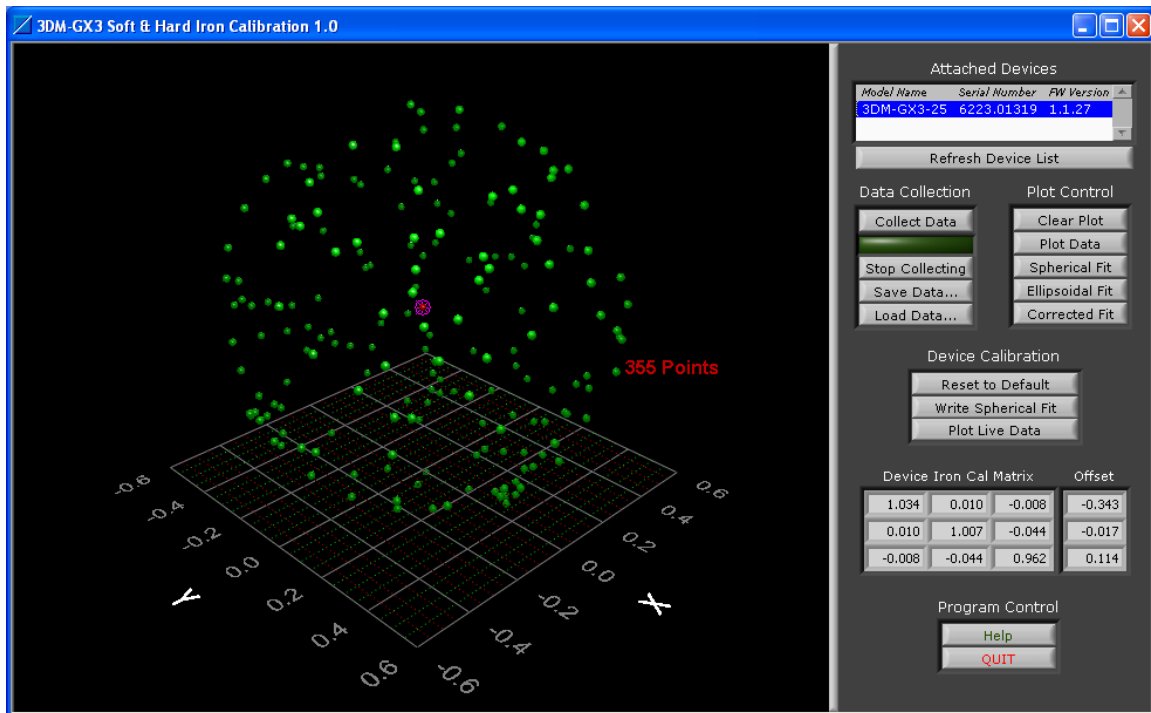 3DM-GX3 Soft & Hard Iron Calibration 1.0
Attached Devices
Model Name Serial Number FW Version
3DM-GX3-25 6223.01319 1.1.27
Refresh Device List
Data Collection Plot Control
Collect Data Clear Plot
Plot Data
Stop Collecting Spherical Fit
Save Data... Ellipsoidal Fit
Load Data... Corrected Fit
355 Points
Device Calibration
Reset to Default
Write Spherical Fit
Plot Live Data
Device Iron Cal Matrix Offset
1.034 0.010 -0.008 -0.343
0.010 1.007 -0.044 -0.017
-0.008 -0.044 0.962 0.114
Program Control
Help
QUIT
-0.6
-0.4
-0.2
0.0
0.2
0.4
0.6
Y
0.6
0.4
0.2
0.0
-0.2
-0.4
-0.6
X